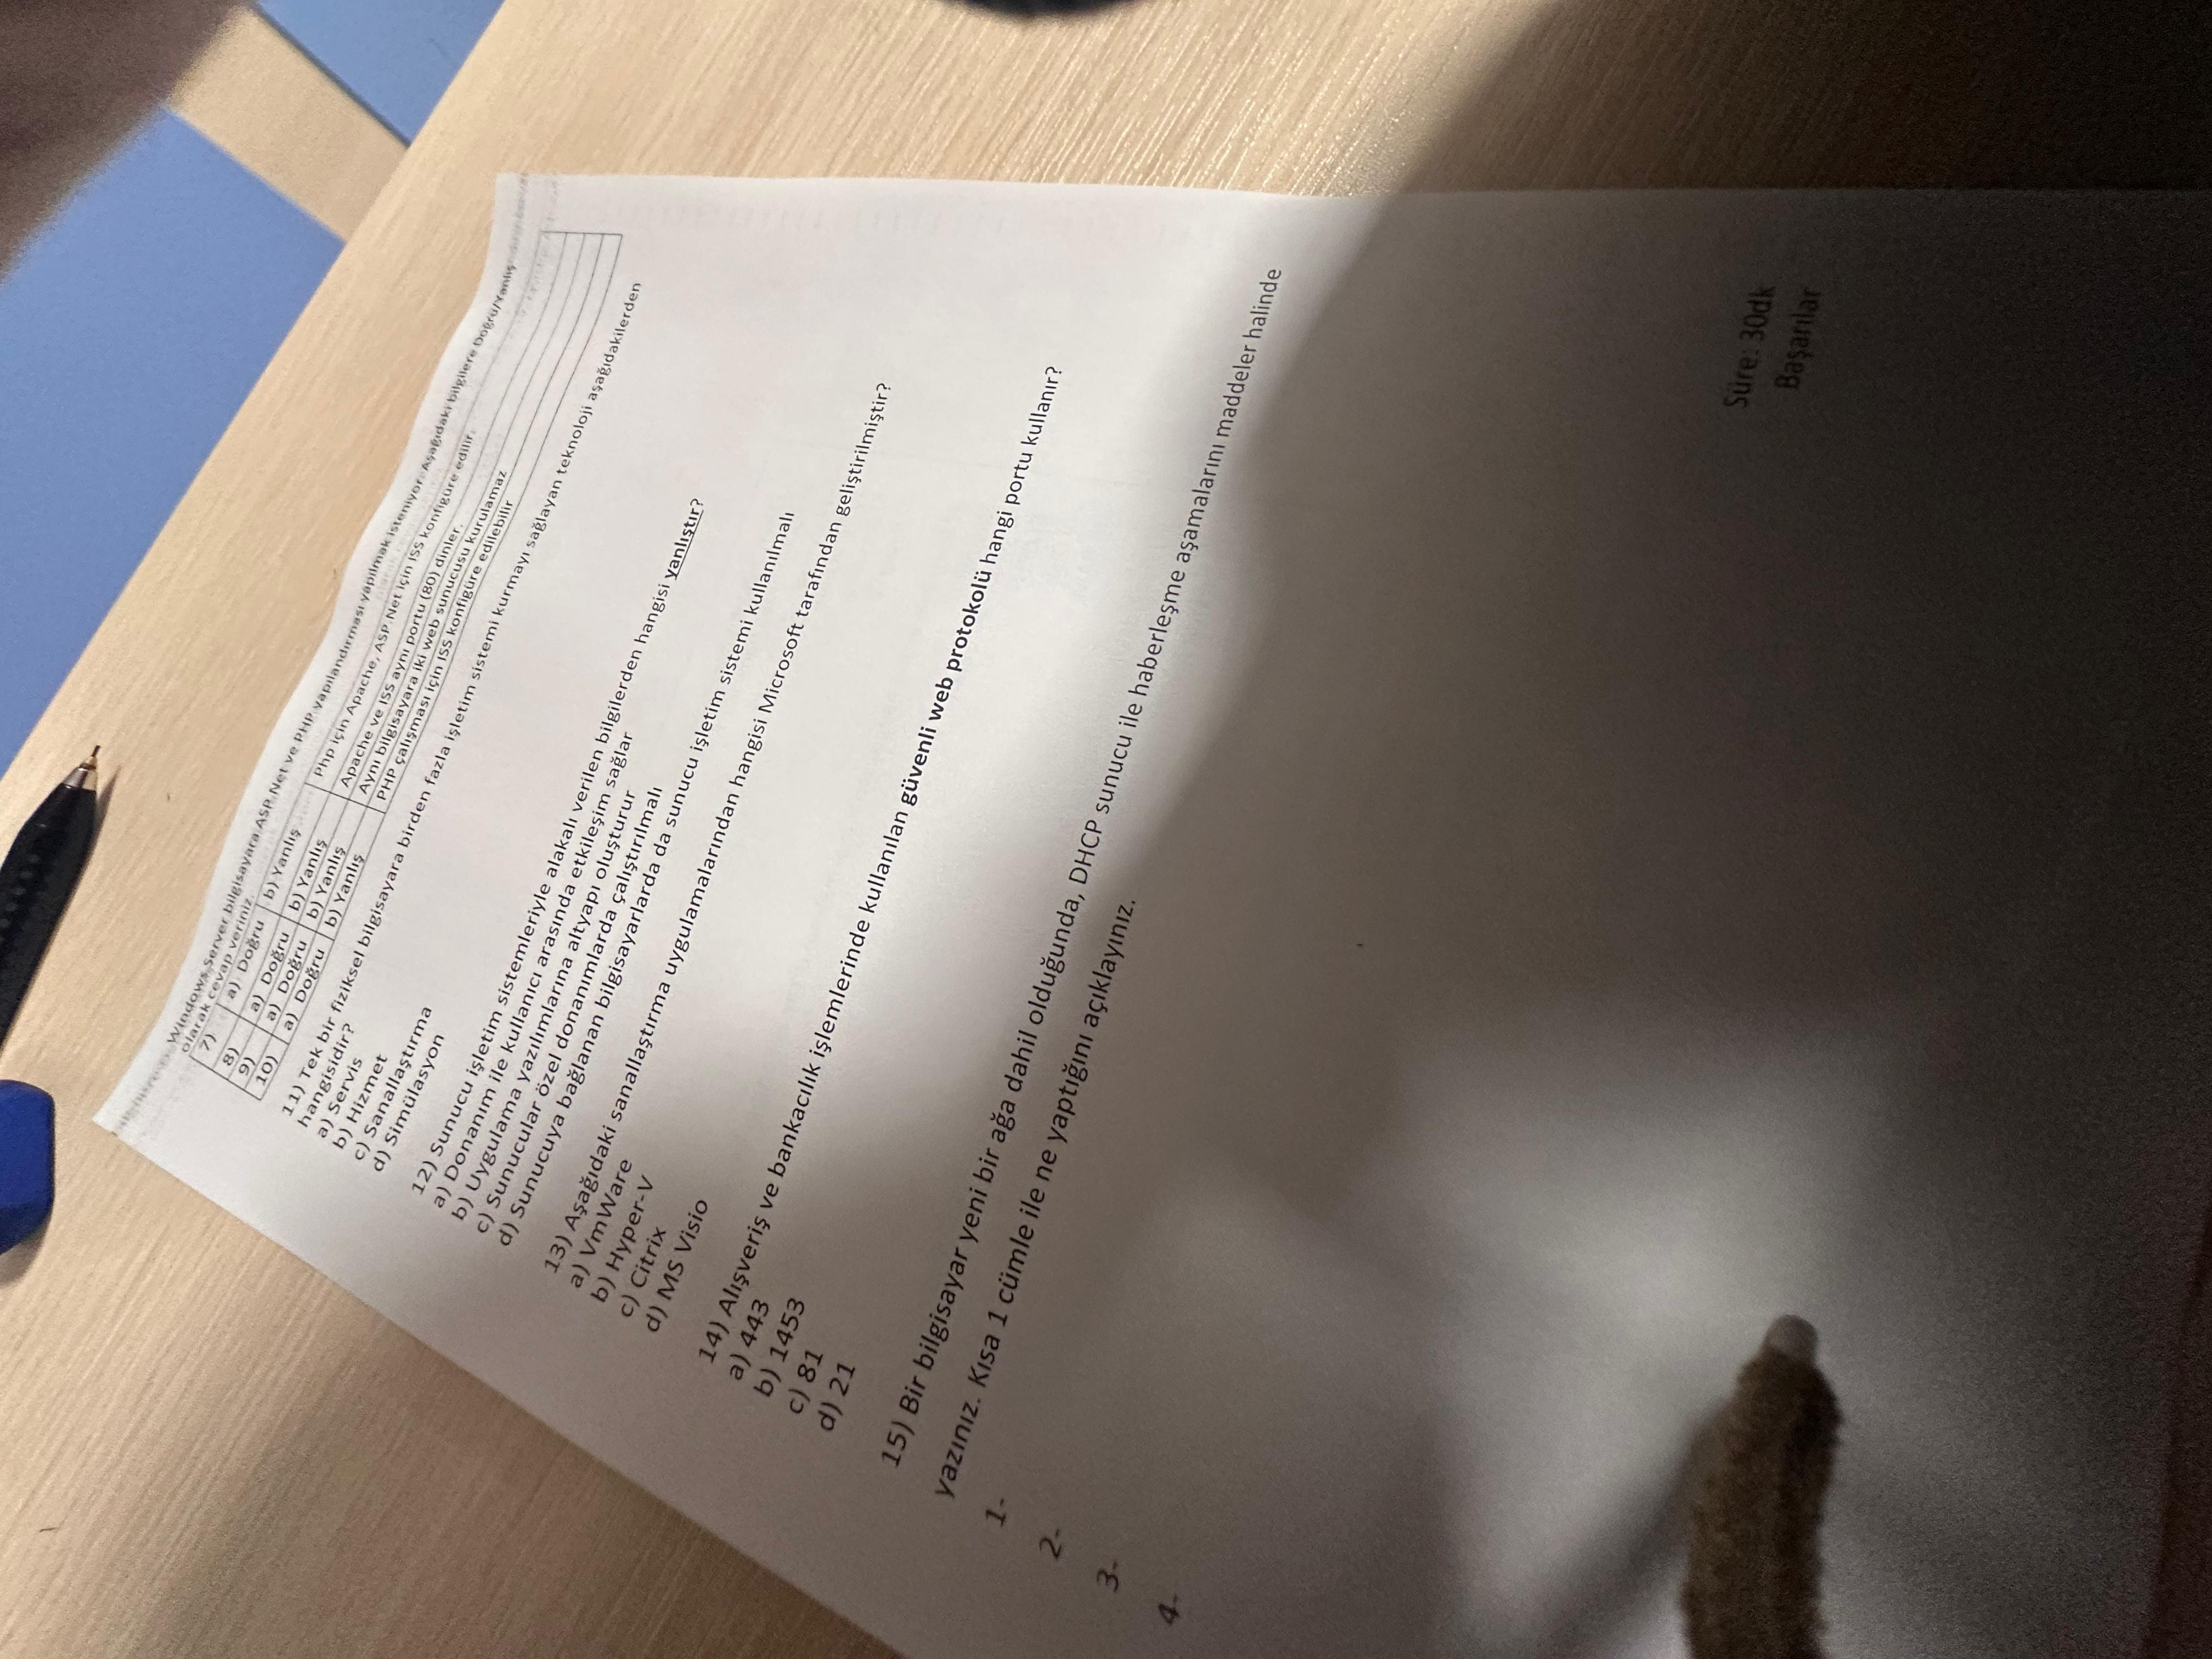 Windows Server bilgisayara ASP.Net ve PHP yapılandırması yapılmak isteniyor. Aşağıdaki bilgilere Doğru/Yanlış
olarak cevap veriniz.
7) a) Doğru b) Yanlış Php için Apache, ASP.Net için ISS konfigüre edilir.
8) a) Doğru b) Yanlış Apache ve ISS aynı portu (80) dinler.
9) a) Doğru b) Yanlış Aynı bilgisayara iki web sunucusu kurulamaz
10) a) Doğru b) Yanlış PHP çalışması için ISS konfigüre edilebilir
11) Tek bir fiziksel bilgisayara birden fazla işletim sistemi kurmayı sağlayan teknoloji aşağıdakilerden
hangisidir?
a) Servis
b) Hizmet
c) Sanallaştırma
d) Simülasyon
12) Sunucu işletim sistemleriyle alakalı verilen bilgilerden hangisi yanlıştır?
a) Donanım ile kullanıcı arasında etkileşim sağlar
b) Uygulama yazılımlarına altyapı oluşturur
c) Sunucular özel donanımlarda çalıştırılmalı
d) Sunucuya bağlanan bilgisayarlarda da sunucu işletim sistemi kullanılmalı
13) Aşağıdaki sanallaştırma uygulamalarından hangisi Microsoft tarafından geliştirilmiştir?
a) VmWare
b) Hyper-V
c) Citrix
d) MS Visio
14) Alışveriş ve bankacılık işlemlerinde kullanılan güvenli web protokolü hangi portu kullanır?
a) 443
b) 1453
c) 81
d) 21
15) Bir bilgisayar yeni bir ağa dahil olduğunda, DHCP sunucu ile haberleşme aşamalarını maddeler halinde
yazınız. Kısa 1 cümle ile ne yaptığını açıklayınız.
1-
2-
3-
4-
Süre: 30dk
Başarılar